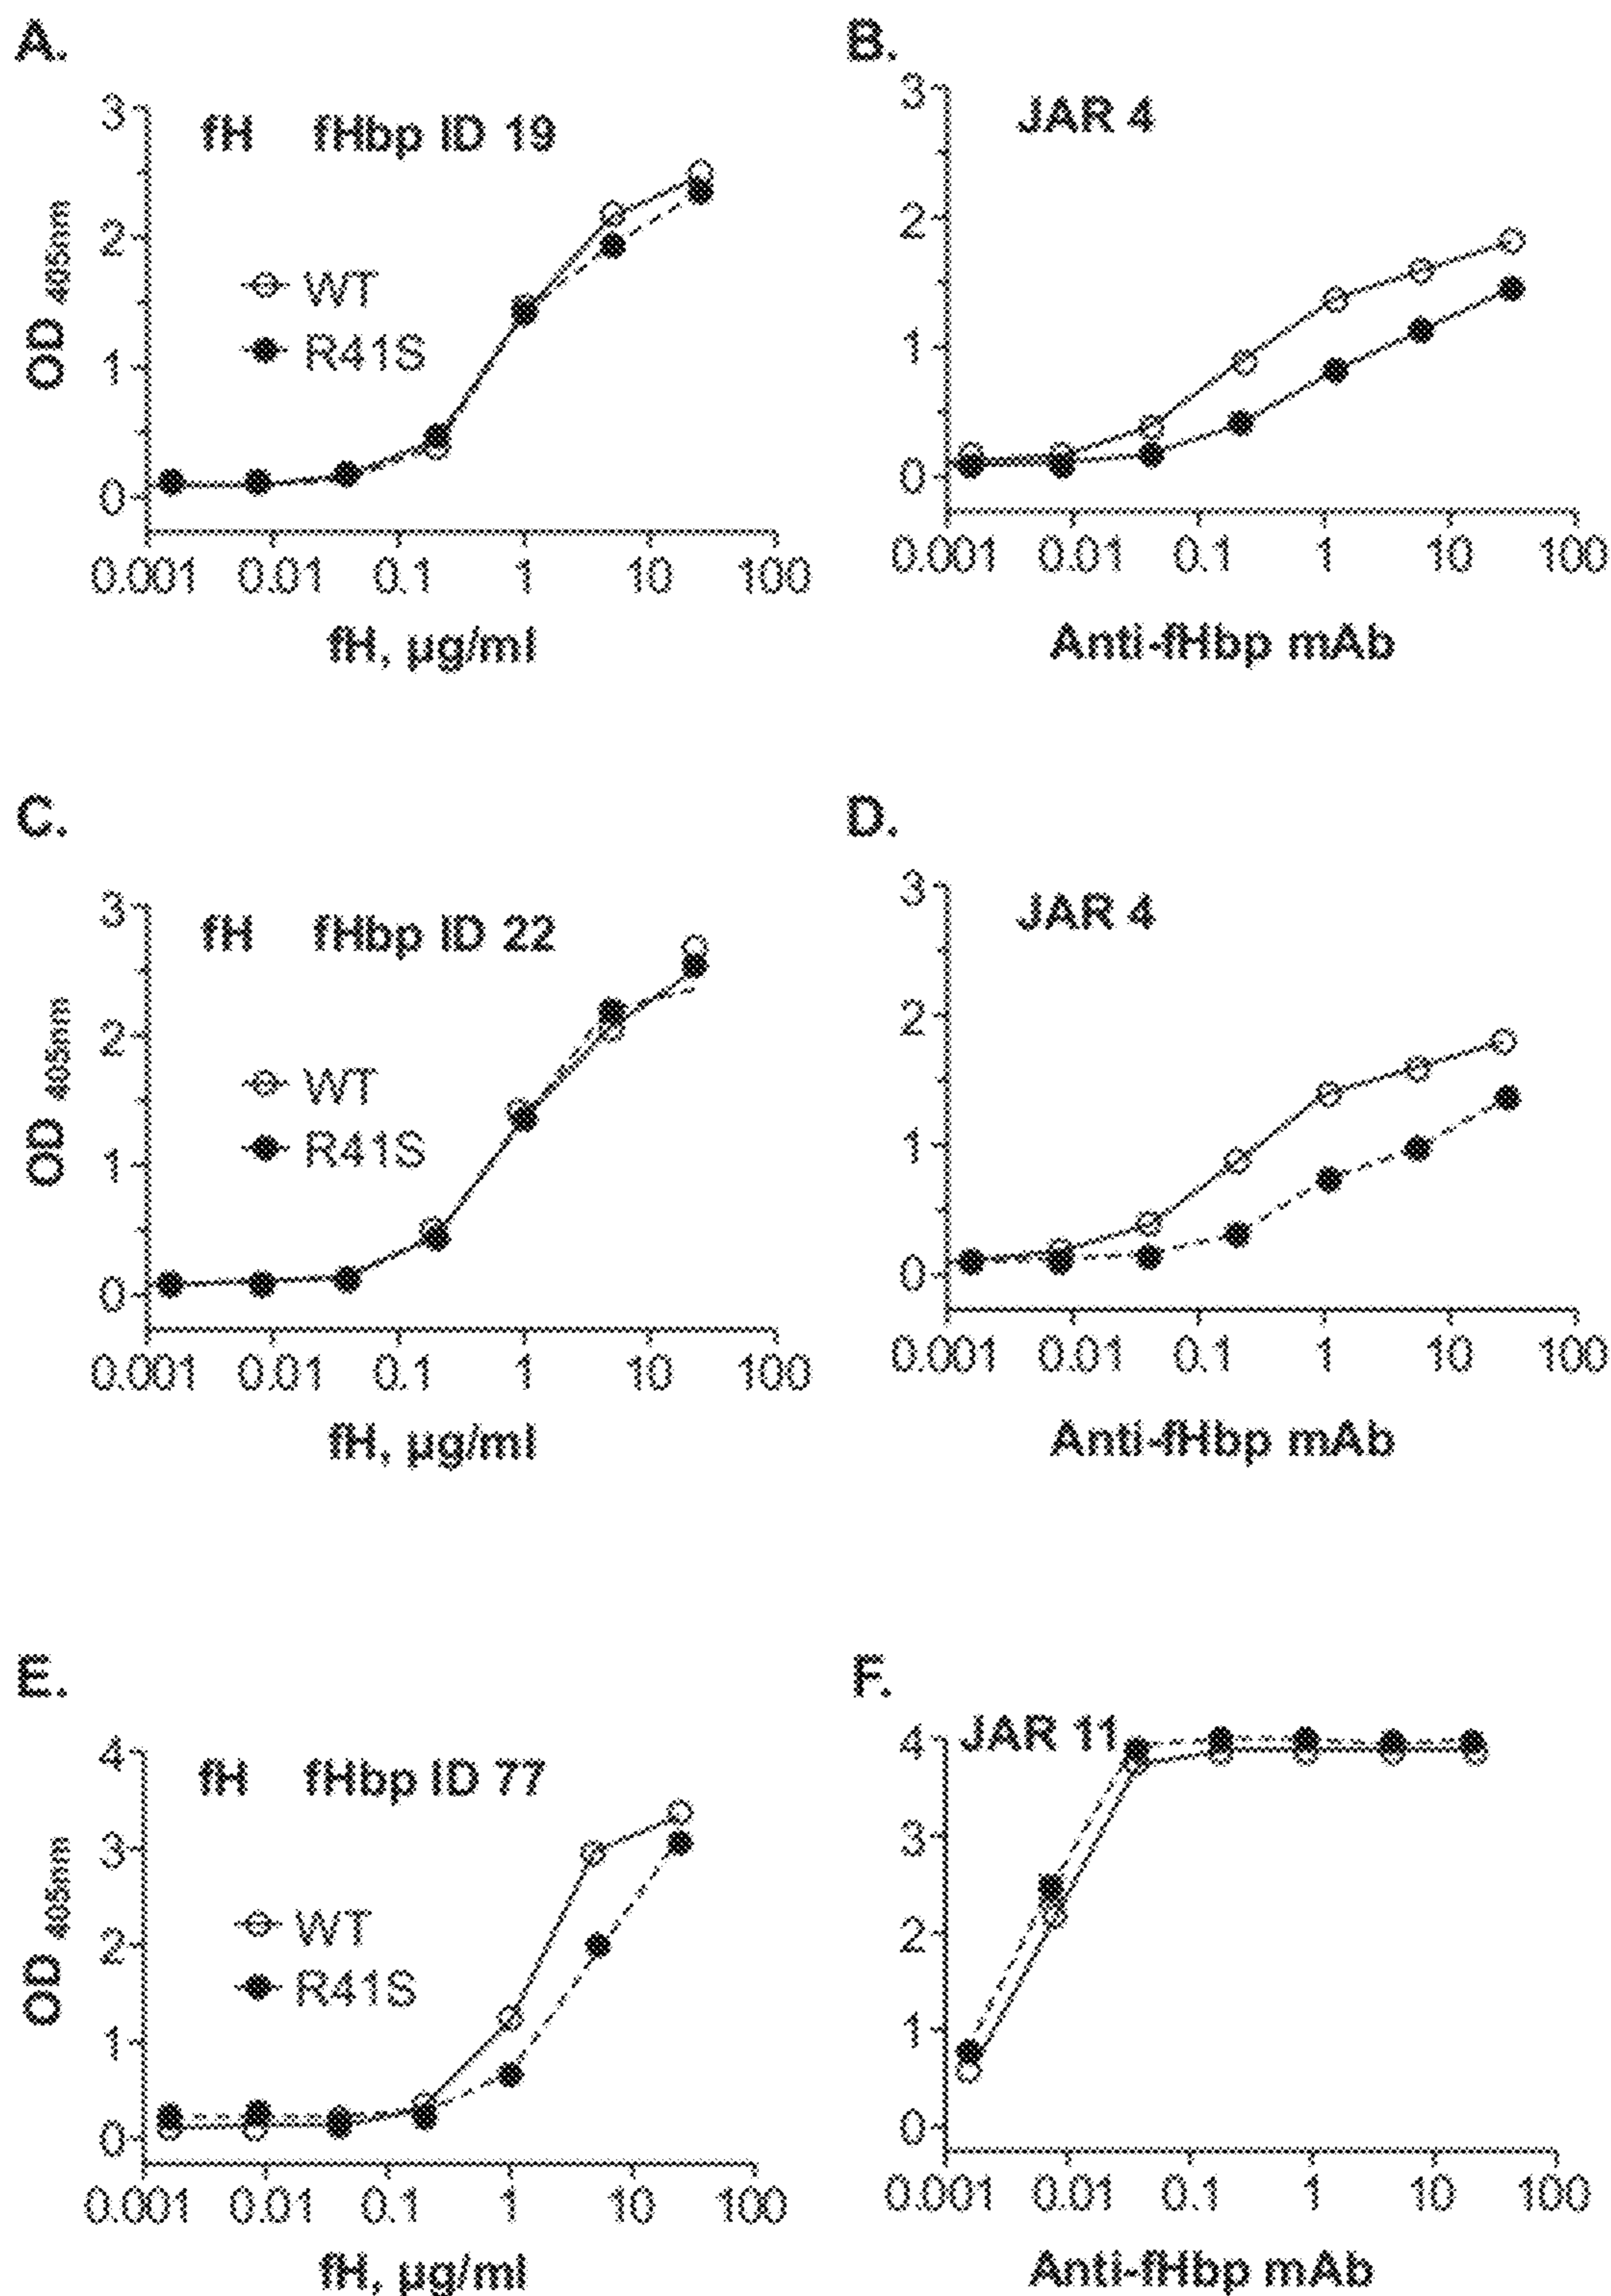 A.
fH fHbp ID 19
3
2
1
0
OD 405nm
WT
R41S
0.001 0.01 0.1 1 10 100
fH, µg/ml
B.
JAR 4
3
2
1
0
0.001 0.01 0.1 1 10 100
Anti-fHbp mAb
C.
fH fHbp ID 22
3
2
1
0
OD 405nm
WT
R41S
0.001 0.01 0.1 1 10 100
fH, µg/ml
D.
JAR 4
3
2
1
0
0.001 0.01 0.1 1 10 100
Anti-fHbp mAb
E.
fH fHbp ID 77
4
3
2
1
0
OD 405nm
WT
R41S
0.001 0.01 0.1 1 10 100
fH, µg/ml
F.
JAR 11
4
3
2
1
0
0.001 0.01 0.1 1 10 100
Anti-fHbp mAb